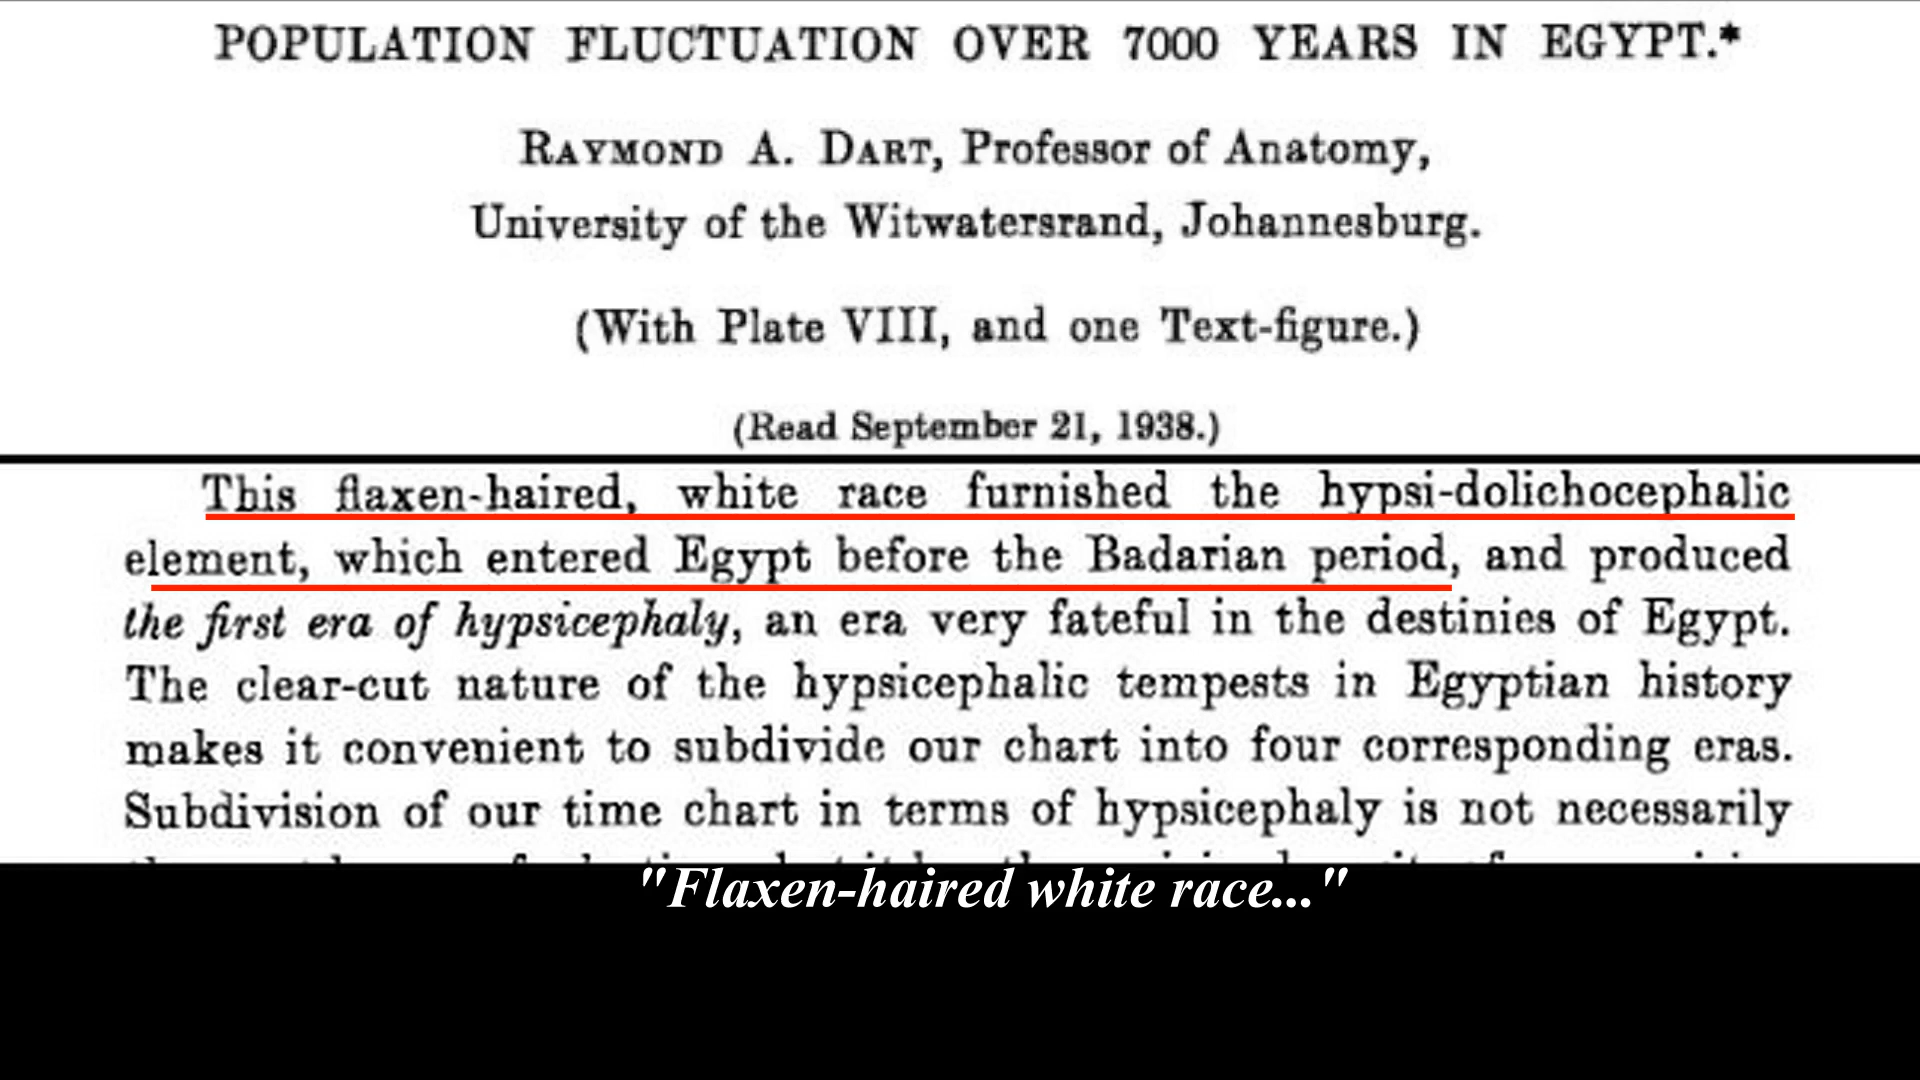 POPULATION FLUCTUATION OVER 7000 YEARS IN EGYPT.*
RAYMOND A. DART, Professor of Anatomy,
University of the Witwatersrand, Johannesburg.
(With Plate VIII, and one Text-figure.)
(Read September 21, 1938.)
This flaxen-haired, white race furnished the hypsi-dolichocephalic
element, which entered Egypt before the Badarian period, and produced
the first era of hypsicephaly, an era very fateful in the destinies of Egypt.
The clear-cut nature of the hypsicephalic tempests in Egyptian history
makes it convenient to subdivide our chart into four corresponding eras.
Subdivision of our time chart in terms of hypsicephaly is not necessarily
"Flaxen-haired white race..."